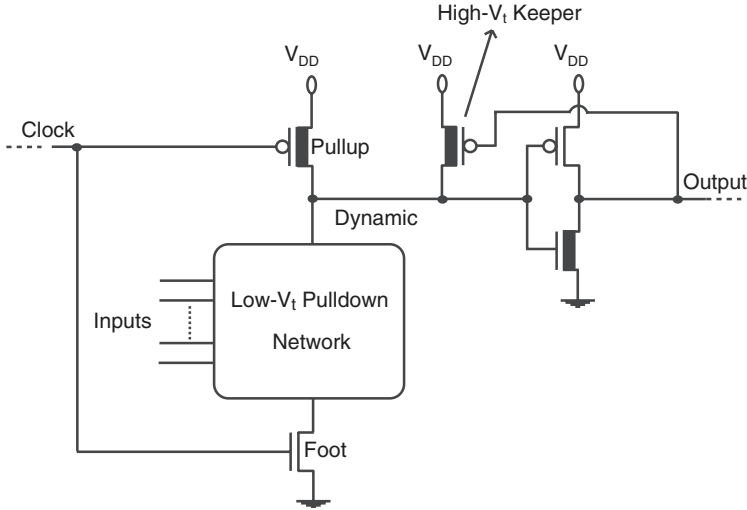 High-Vt Keeper
VDD
VDD
VDD
Clock
Pullup
Output
Dynamic
Low-Vt Pulldown
Network
Inputs
Foot